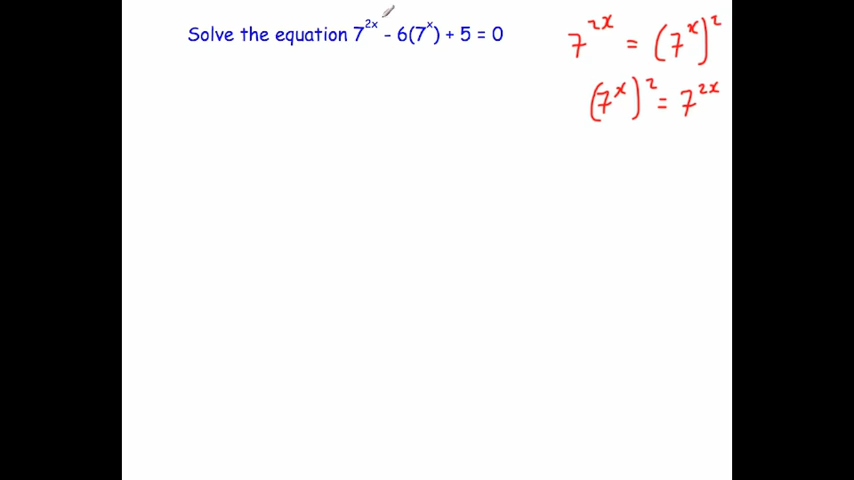 Solve the equation 7^{2x} - 6(7^{x}) + 5 = 0
7^{2x} = (7^{x})^{2}
(7^{x})^{2} = 7^{2x}